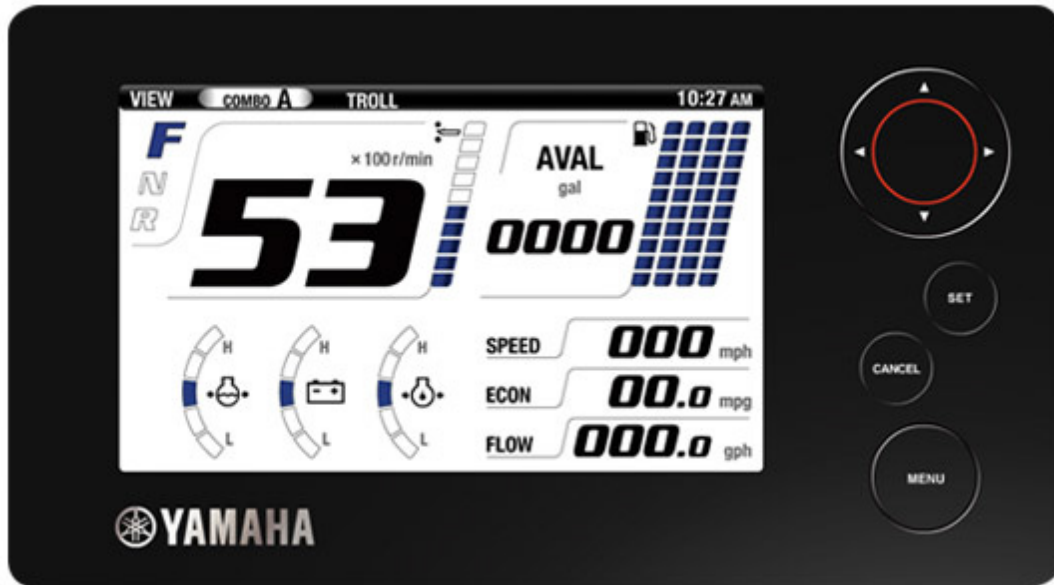 VIEW COMBO A TROLL 10:27 AM
F
N
R
×100 r/min
53
AVAL
gal
0000
H H H
L L L
SPEED 000 mph
ECON 00.0 mpg
FLOW 000.0 gph
SET
CANCEL
MENU
YAMAHA